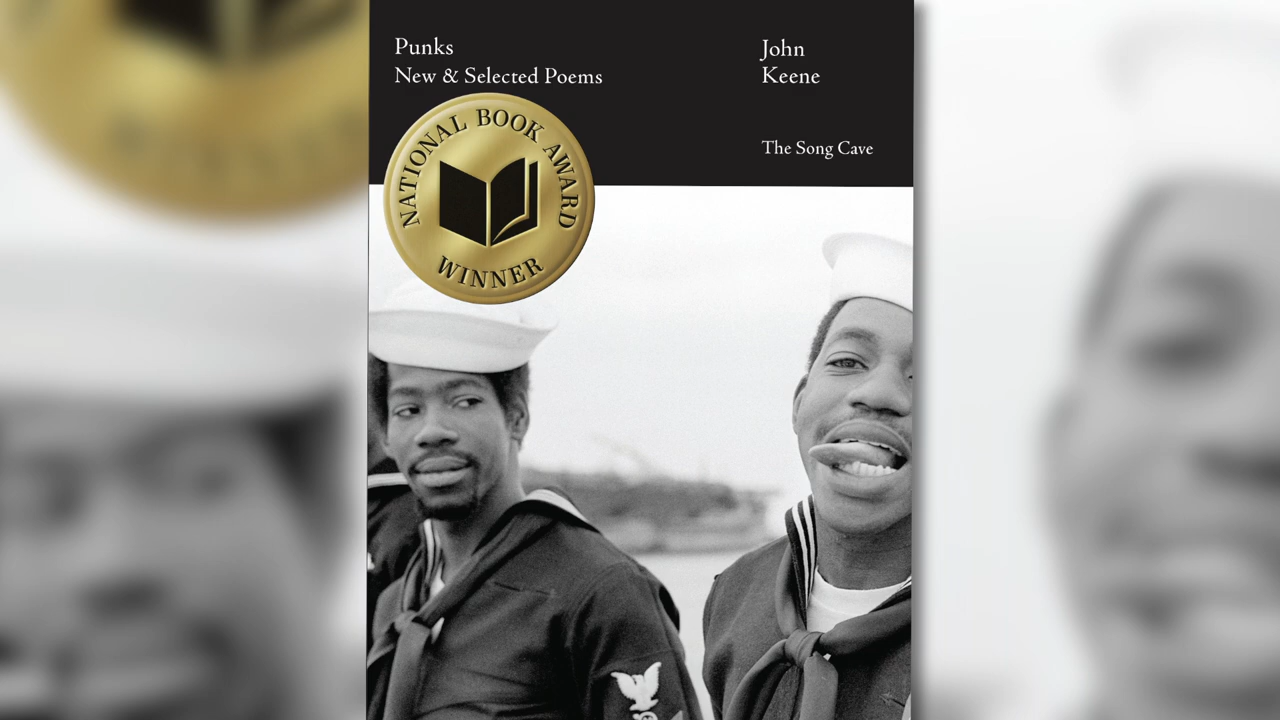 Punks
New & Selected Poems
John
Keene
The Song Cave
NATIONAL BOOK AWARD
WINNER